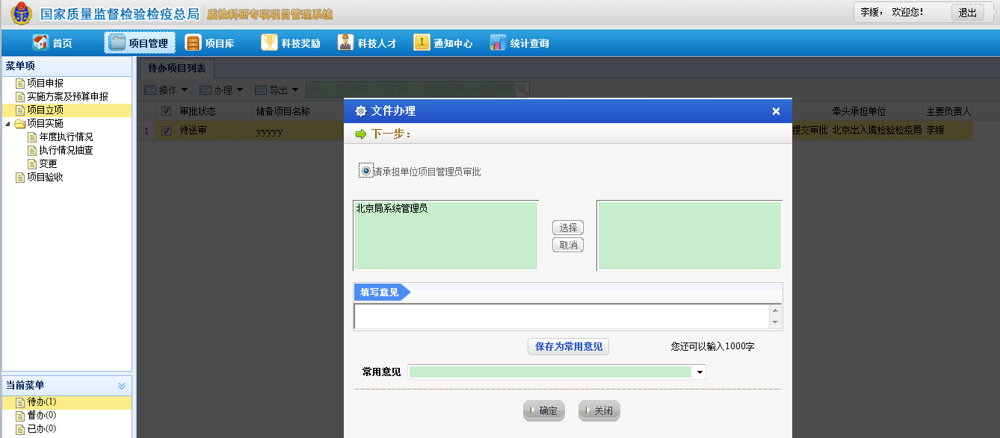 国家质量监督检验检疫总局 质检科研专项项目管理系统
李媛， 欢迎您! 退出
首页 项目管理 项目库 科技奖励 科技人才 通知中心 统计查询
菜单项
项目申报
实施方案及预算申报
项目立项
项目实施
年度执行情况
执行情况抽查
变更
项目验收
当前菜单
待办(1)
督办(0)
已办(0)
待办项目列表
操作 办理 导出
审批状态 储备项目名称 牵头承担单位 主要负责人
1 待送审 yyyyy 提交审批 北京出入境检验检疫局 李媛
文件办理
下一步：
请承担单位项目管理员审批
北京局系统管理员
选择
取消
填写意见
保存为常用意见 您还可以输入1000字
常用意见
确定 关闭